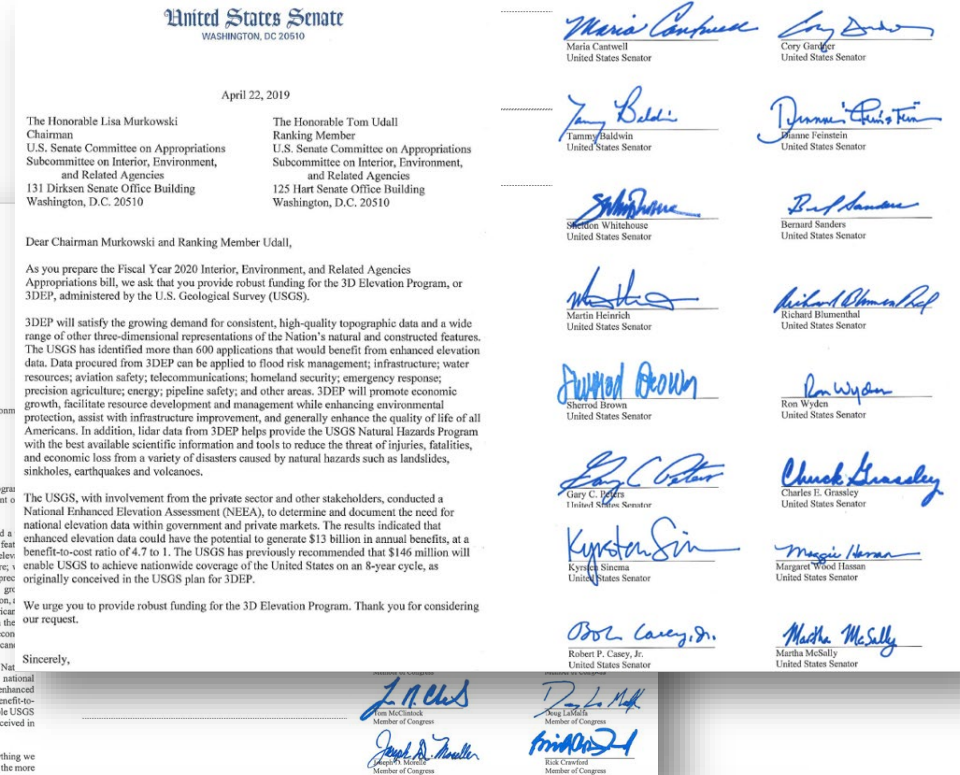 United States Senate
WASHINGTON, DC 20510
April 22, 2019
The Honorable Lisa Murkowski
Chairman
U.S. Senate Committee on Appropriations
Subcommittee on Interior, Environment,
and Related Agencies
131 Dirksen Senate Office Building
Washington, D.C. 20510
The Honorable Tom Udall
Ranking Member
U.S. Senate Committee on Appropriations
Subcommittee on Interior, Environment,
and Related Agencies
125 Hart Senate Office Building
Washington, D.C. 20510
Dear Chairman Murkowski and Ranking Member Udall,
As you prepare the Fiscal Year 2020 Interior, Environment, and Related Agencies
Appropriations bill, we ask that you provide robust funding for the 3D Elevation Program, or
3DEP, administered by the U.S. Geological Survey (USGS).
3DEP will satisfy the growing demand for consistent, high-quality topographic data and a wide
range of other three-dimensional representations of the Nation's natural and constructed features.
The USGS has identified more than 600 applications that would benefit from enhanced elevation
data. Data procured from 3DEP can be applied to flood risk management; infrastructure; water
resources; aviation safety; telecommunications; homeland security; emergency response;
precision agriculture; energy; pipeline safety; and other areas. 3DEP will promote economic
growth, facilitate resource development and management while enhancing environmental
protection, assist with infrastructure improvement, and generally enhance the quality of life of all
Americans. In addition, lidar data from 3DEP helps provide the USGS Natural Hazards Program
with the best available scientific information and tools to reduce the threat of injuries, fatalities,
and economic loss from a variety of disasters caused by natural hazards such as landslides,
sinkholes, earthquakes and volcanoes.
The USGS, with involvement from the private sector and other stakeholders, conducted a
National Enhanced Elevation Assessment (NEEA), to determine and document the need for
national elevation data within government and private markets. The results indicated that
enhanced elevation data could have the potential to generate $13 billion in annual benefits, at a
benefit-to-cost ratio of 4.7 to 1. The USGS has previously recommended that $146 million will
enable USGS to achieve nationwide coverage of the United States on an 8-year cycle, as
originally conceived in the USGS plan for 3DEP.
We urge you to provide robust funding for the 3D Elevation Program. Thank you for considering
our request.
Sincerely,
Maria Cantwell
Maria Cantwell
United States Senator
Cory Gardner
United States Senator
Tammy Baldwin
Tammy Baldwin
United States Senator
Dianne Feinstein
Dianne Feinstein
United States Senator
Sheldon Whitehouse
United States Senator
Bernard Sanders
United States Senator
Martin Heinrich
United States Senator
Richard Blumenthal
Richard Blumenthal
United States Senator
Sherrod Brown
Sherrod Brown
United States Senator
Ron Wyden
Ron Wyden
United States Senator
Gary C Peters
Gary C. Peters
United States Senator
Chuck Grassley
Charles E. Grassley
United States Senator
Kyrsten Sinema
United States Senator
Maggie Hassan
Margaret Wood Hassan
United States Senator
Bob Casey, Jr.
Robert P. Casey, Jr.
United States Senator
Martha McSally
Martha McSally
United States Senator
national
enhanced
benefit-to-
USGS
ceived in
thing we
the more
Tom McClintock
Member of Congress
Doug LaMalfa
Member of Congress
Joseph D. Morelle
Joseph D. Morelle
Member of Congress
Rick Crawford
Member of Congress